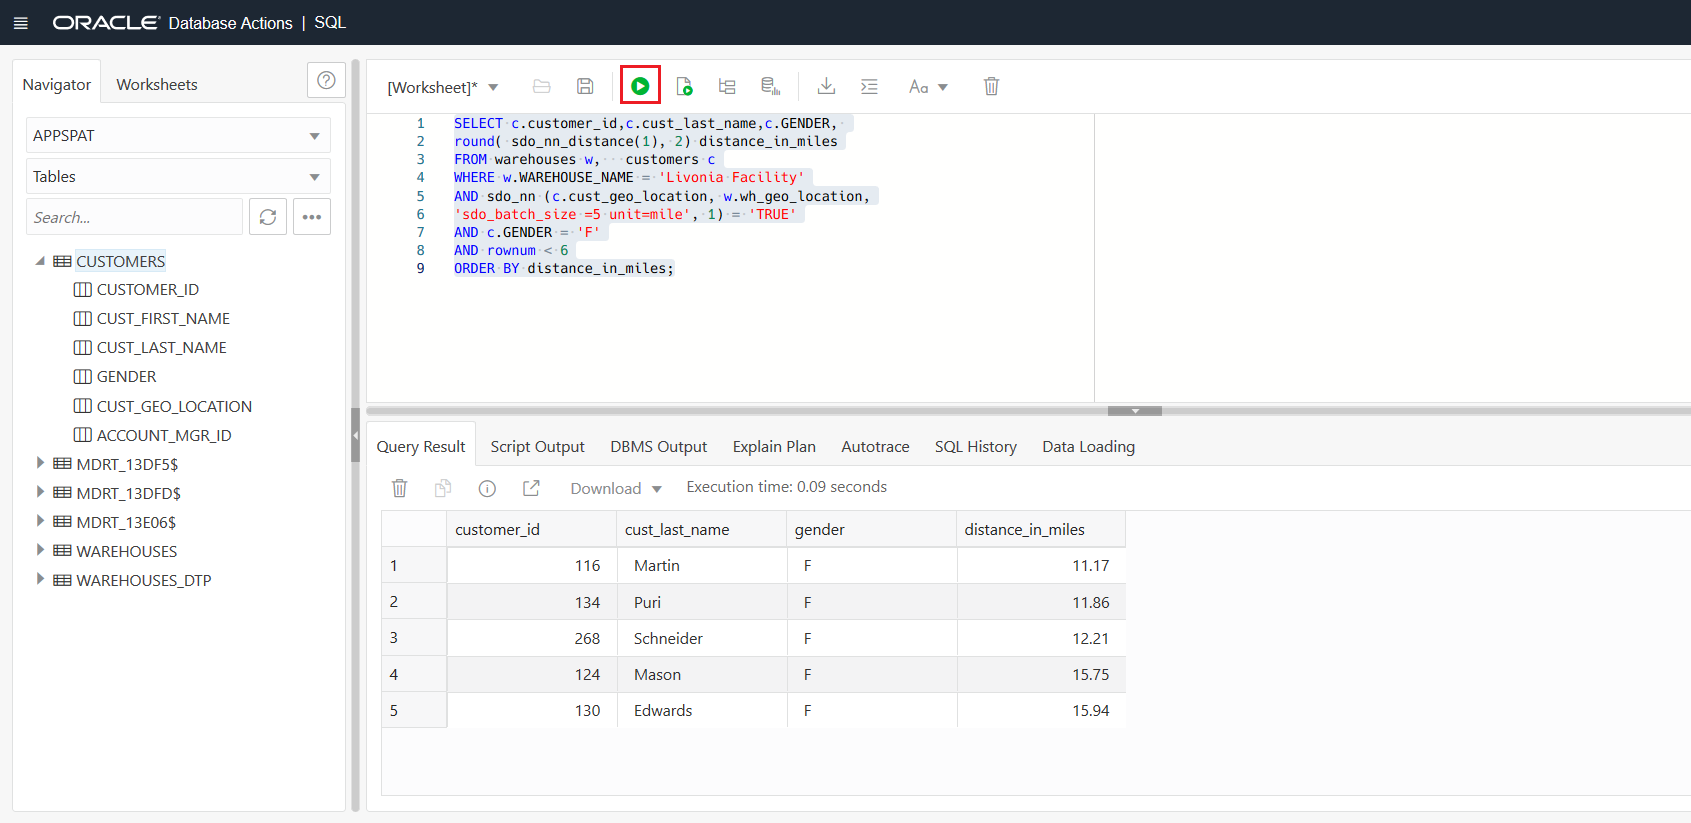 ORACLE Database Actions | SQL
Navigator
Worksheets
APPSPAT
Tables
Search...
CUSTOMERS
CUSTOMER_ID
CUST_FIRST_NAME
CUST_LAST_NAME
GENDER
CUST_GEO_LOCATION
ACCOUNT_MGR_ID
MDRT_13DF5$
MDRT_13DFD$
MDRT_13E06$
WAREHOUSES
WAREHOUSES_DTP
[Worksheet]*
Aa
1 SELECT c.customer_id,c.cust_last_name,c.GENDER,
2 round( sdo_nn_distance(1), 2) distance_in_miles
3 FROM warehouses w,   customers c
4 WHERE w.WAREHOUSE_NAME = 'Livonia Facility'
5 AND sdo_nn (c.cust_geo_location, w.wh_geo_location,
6 'sdo_batch_size =5 unit=mile', 1) = 'TRUE'
7 AND c.GENDER = 'F'
8 AND rownum < 6
9 ORDER BY distance_in_miles;
Query Result Script Output DBMS Output Explain Plan Autotrace SQL History Data Loading
Download Execution time: 0.09 seconds
customer_id cust_last_name gender distance_in_miles
1 116 Martin F 11.17
2 134 Puri F 11.86
3 268 Schneider F 12.21
4 124 Mason F 15.75
5 130 Edwards F 15.94